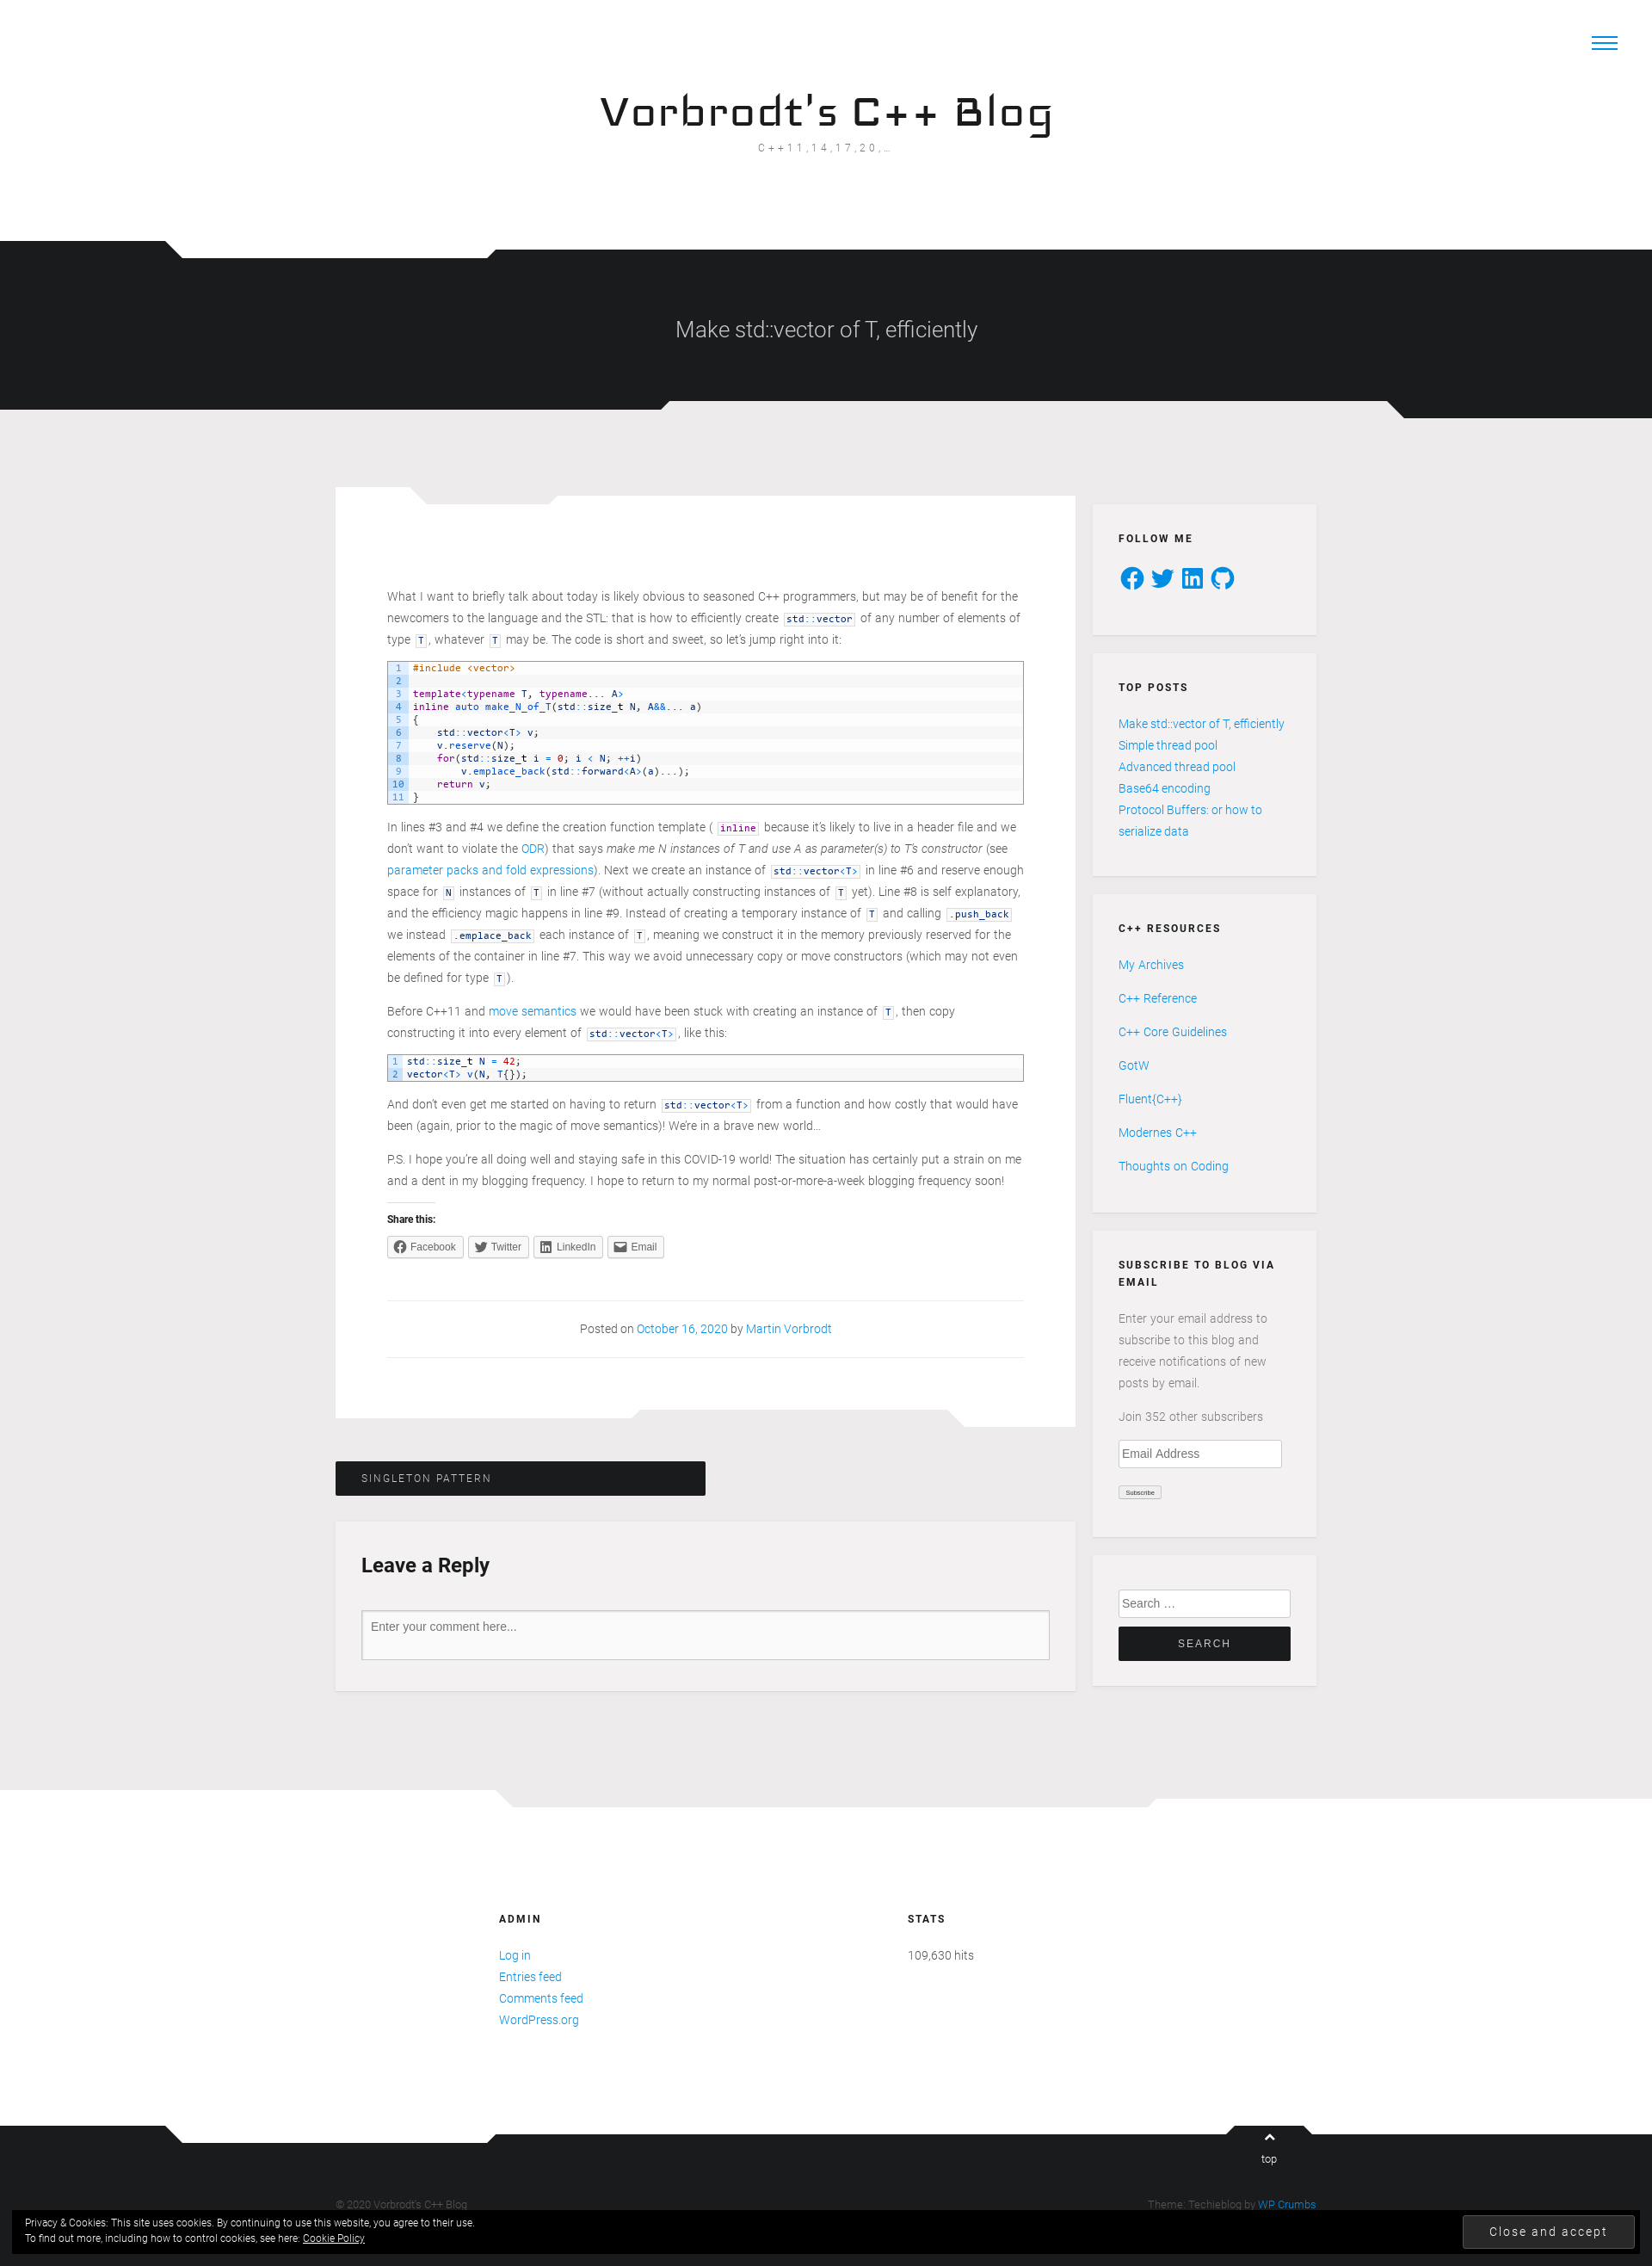 Vorbrodt's C++ Blog
C++11,14,17,20,…
Make std::vector of T, efficiently
What I want to briefly talk about today is likely obvious to seasoned C++ programmers, but may be of benefit for the
newcomers to the language and the STL: that is how to efficiently create std::vector of any number of elements of
type T, whatever T may be. The code is short and sweet, so let's jump right into it:
1 #include <vector>
2
3 template<typename T, typename... A>
4 inline auto make_N_of_T(std::size_t N, A&&... a)
5 {
6     std::vector<T> v;
7     v.reserve(N);
8     for(std::size_t i = 0; i < N; ++i)
9         v.emplace_back(std::forward<A>(a)...);
10     return v;
11 }
In lines #3 and #4 we define the creation function template ( inline because it's likely to live in a header file and we
don't want to violate the ODR) that says make me N instances of T and use A as parameter(s) to T's constructor (see
parameter packs and fold expressions). Next we create an instance of std::vector<T> in line #6 and reserve enough
space for N instances of T in line #7 (without actually constructing instances of T yet). Line #8 is self explanatory,
and the efficiency magic happens in line #9. Instead of creating a temporary instance of T and calling .push_back
we instead .emplace_back each instance of T, meaning we construct it in the memory previously reserved for the
elements of the container in line #7. This way we avoid unnecessary copy or move constructors (which may not even
be defined for type T).
Before C++11 and move semantics we would have been stuck with creating an instance of T, then copy
constructing it into every element of std::vector<T>, like this:
1 std::size_t N = 42;
2 vector<T> v(N, T{});
And don't even get me started on having to return std::vector<T> from a function and how costly that would have
been (again, prior to the magic of move semantics)! We're in a brave new world…
P.S. I hope you're all doing well and staying safe in this COVID-19 world! The situation has certainly put a strain on me
and a dent in my blogging frequency. I hope to return to my normal post-or-more-a-week blogging frequency soon!
Share this:
Facebook Twitter LinkedIn Email
Posted on October 16, 2020 by Martin Vorbrodt
SINGLETON PATTERN
Leave a Reply
Enter your comment here...
FOLLOW ME
TOP POSTS
Make std::vector of T, efficiently
Simple thread pool
Advanced thread pool
Base64 encoding
Protocol Buffers: or how to
serialize data
C++ RESOURCES
My Archives
C++ Reference
C++ Core Guidelines
GotW
Fluent{C++}
Modernes C++
Thoughts on Coding
SUBSCRIBE TO BLOG VIA
EMAIL
Enter your email address to
subscribe to this blog and
receive notifications of new
posts by email.
Join 352 other subscribers
Email Address
Subscribe
Search …
SEARCH
ADMIN
Log in
Entries feed
Comments feed
WordPress.org
STATS
109,630 hits
top
© 2020 Vorbrodt's C++ Blog
Theme: Techieblog by WP Crumbs
Privacy & Cookies: This site uses cookies. By continuing to use this website, you agree to their use.
To find out more, including how to control cookies, see here: Cookie Policy
Close and accept